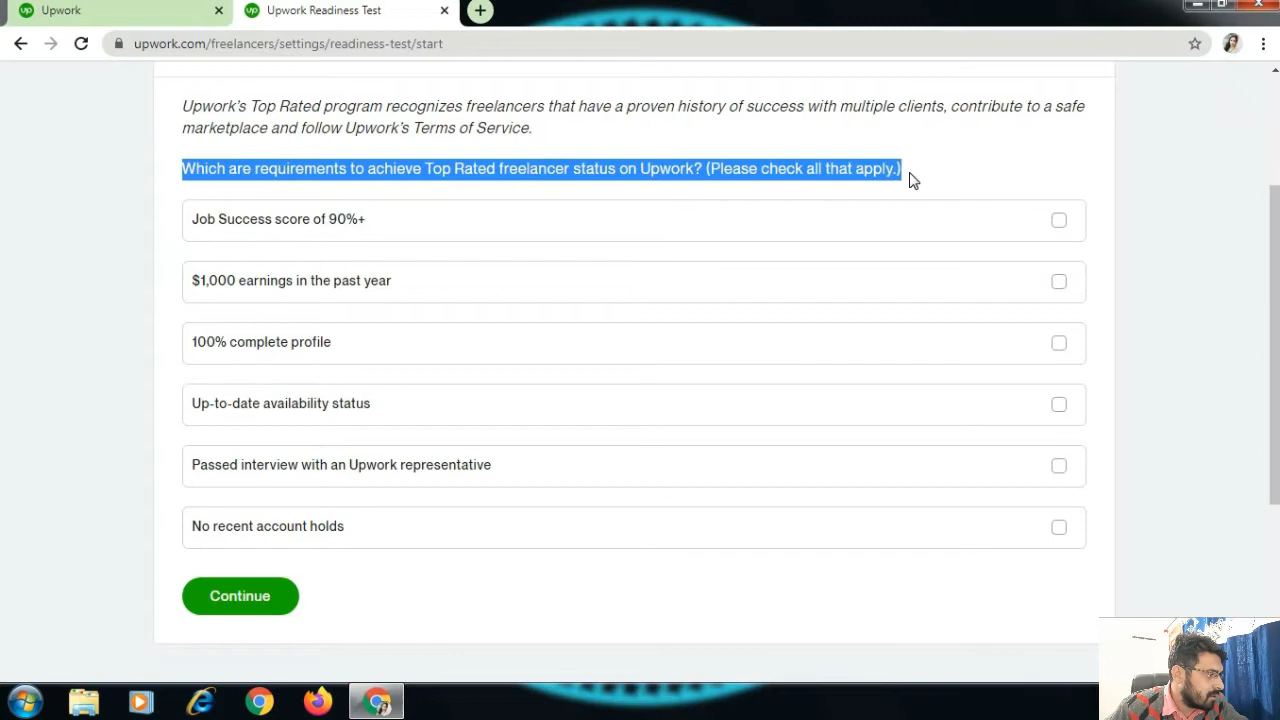 Upwork
Upwork Readiness Test
upwork.com/freelancers/settings/readiness-test/start
Upwork's Top Rated program recognizes freelancers that have a proven history of success with multiple clients, contribute to a safe
marketplace and follow Upwork's Terms of Service.
Which are requirements to achieve Top Rated freelancer status on Upwork? (Please check all that apply.)
Job Success score of 90%+
$1,000 earnings in the past year
100% complete profile
Up-to-date availability status
Passed interview with an Upwork representative
No recent account holds
Continue